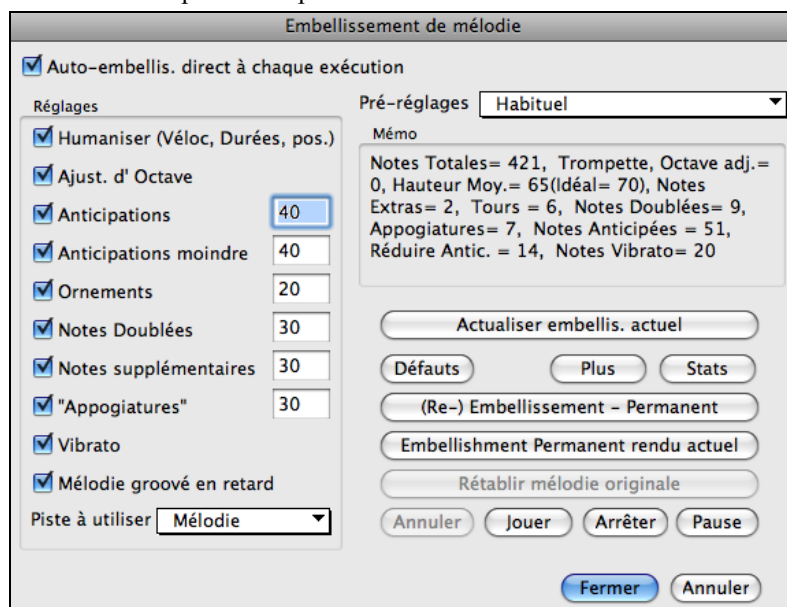 Embellissement de mélodie
Auto-embellis. direct à chaque exécution
Réglages
Humaniser (Véloc, Durées, pos.)
Ajust. d' Octave
Anticipations 40
Anticipations moindre 40
Ornements 20
Notes Doublées 30
Notes supplémentaires 30
"Appogiatures" 30
Vibrato
Mélodie groové en retard
Piste à utiliser Mélodie
Pré-réglages Habituel
Mémo
Notes Totales= 421, Trompette, Octave adj.=
0, Hauteur Moy.= 65(Idéal= 70), Notes
Extras= 2, Tours = 6, Notes Doublées= 9,
Appogiatures= 7, Notes Anticipées = 51,
Réduire Antic. = 14, Notes Vibrato= 20
Actualiser embellis. actuel
Défauts Plus Stats
(Re-) Embellissement - Permanent
Embellishment Permanent rendu actuel
Rétablir mélodie originale
Annuler Jouer Arrêter Pause
Fermer Annuler